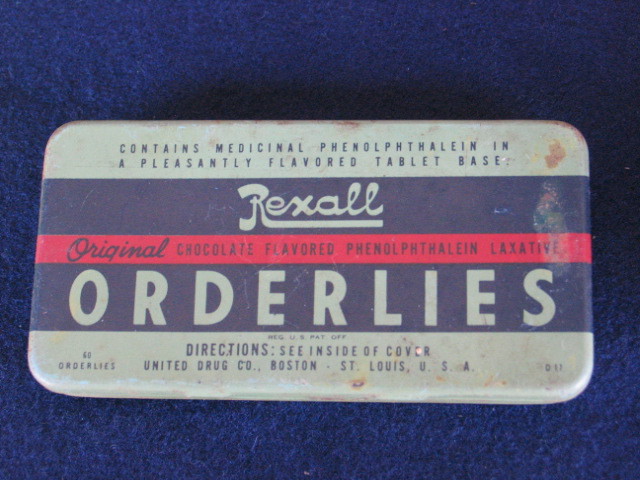 CONTAINS MEDICINAL PHENOLPHTHALEIN IN
A PLEASANTLY FLAVORED TABLET BASE.
Rexall
Original CHOCOLATE FLAVORED PHENOLPHTHALEIN LAXATIVE
ORDERLIES
REG. U.S. PAT. OFF.
DIRECTIONS: SEE INSIDE OF COVER
60
ORDERLIES
UNITED DRUG CO., BOSTON - ST. LOUIS, U. S. A.
D 11